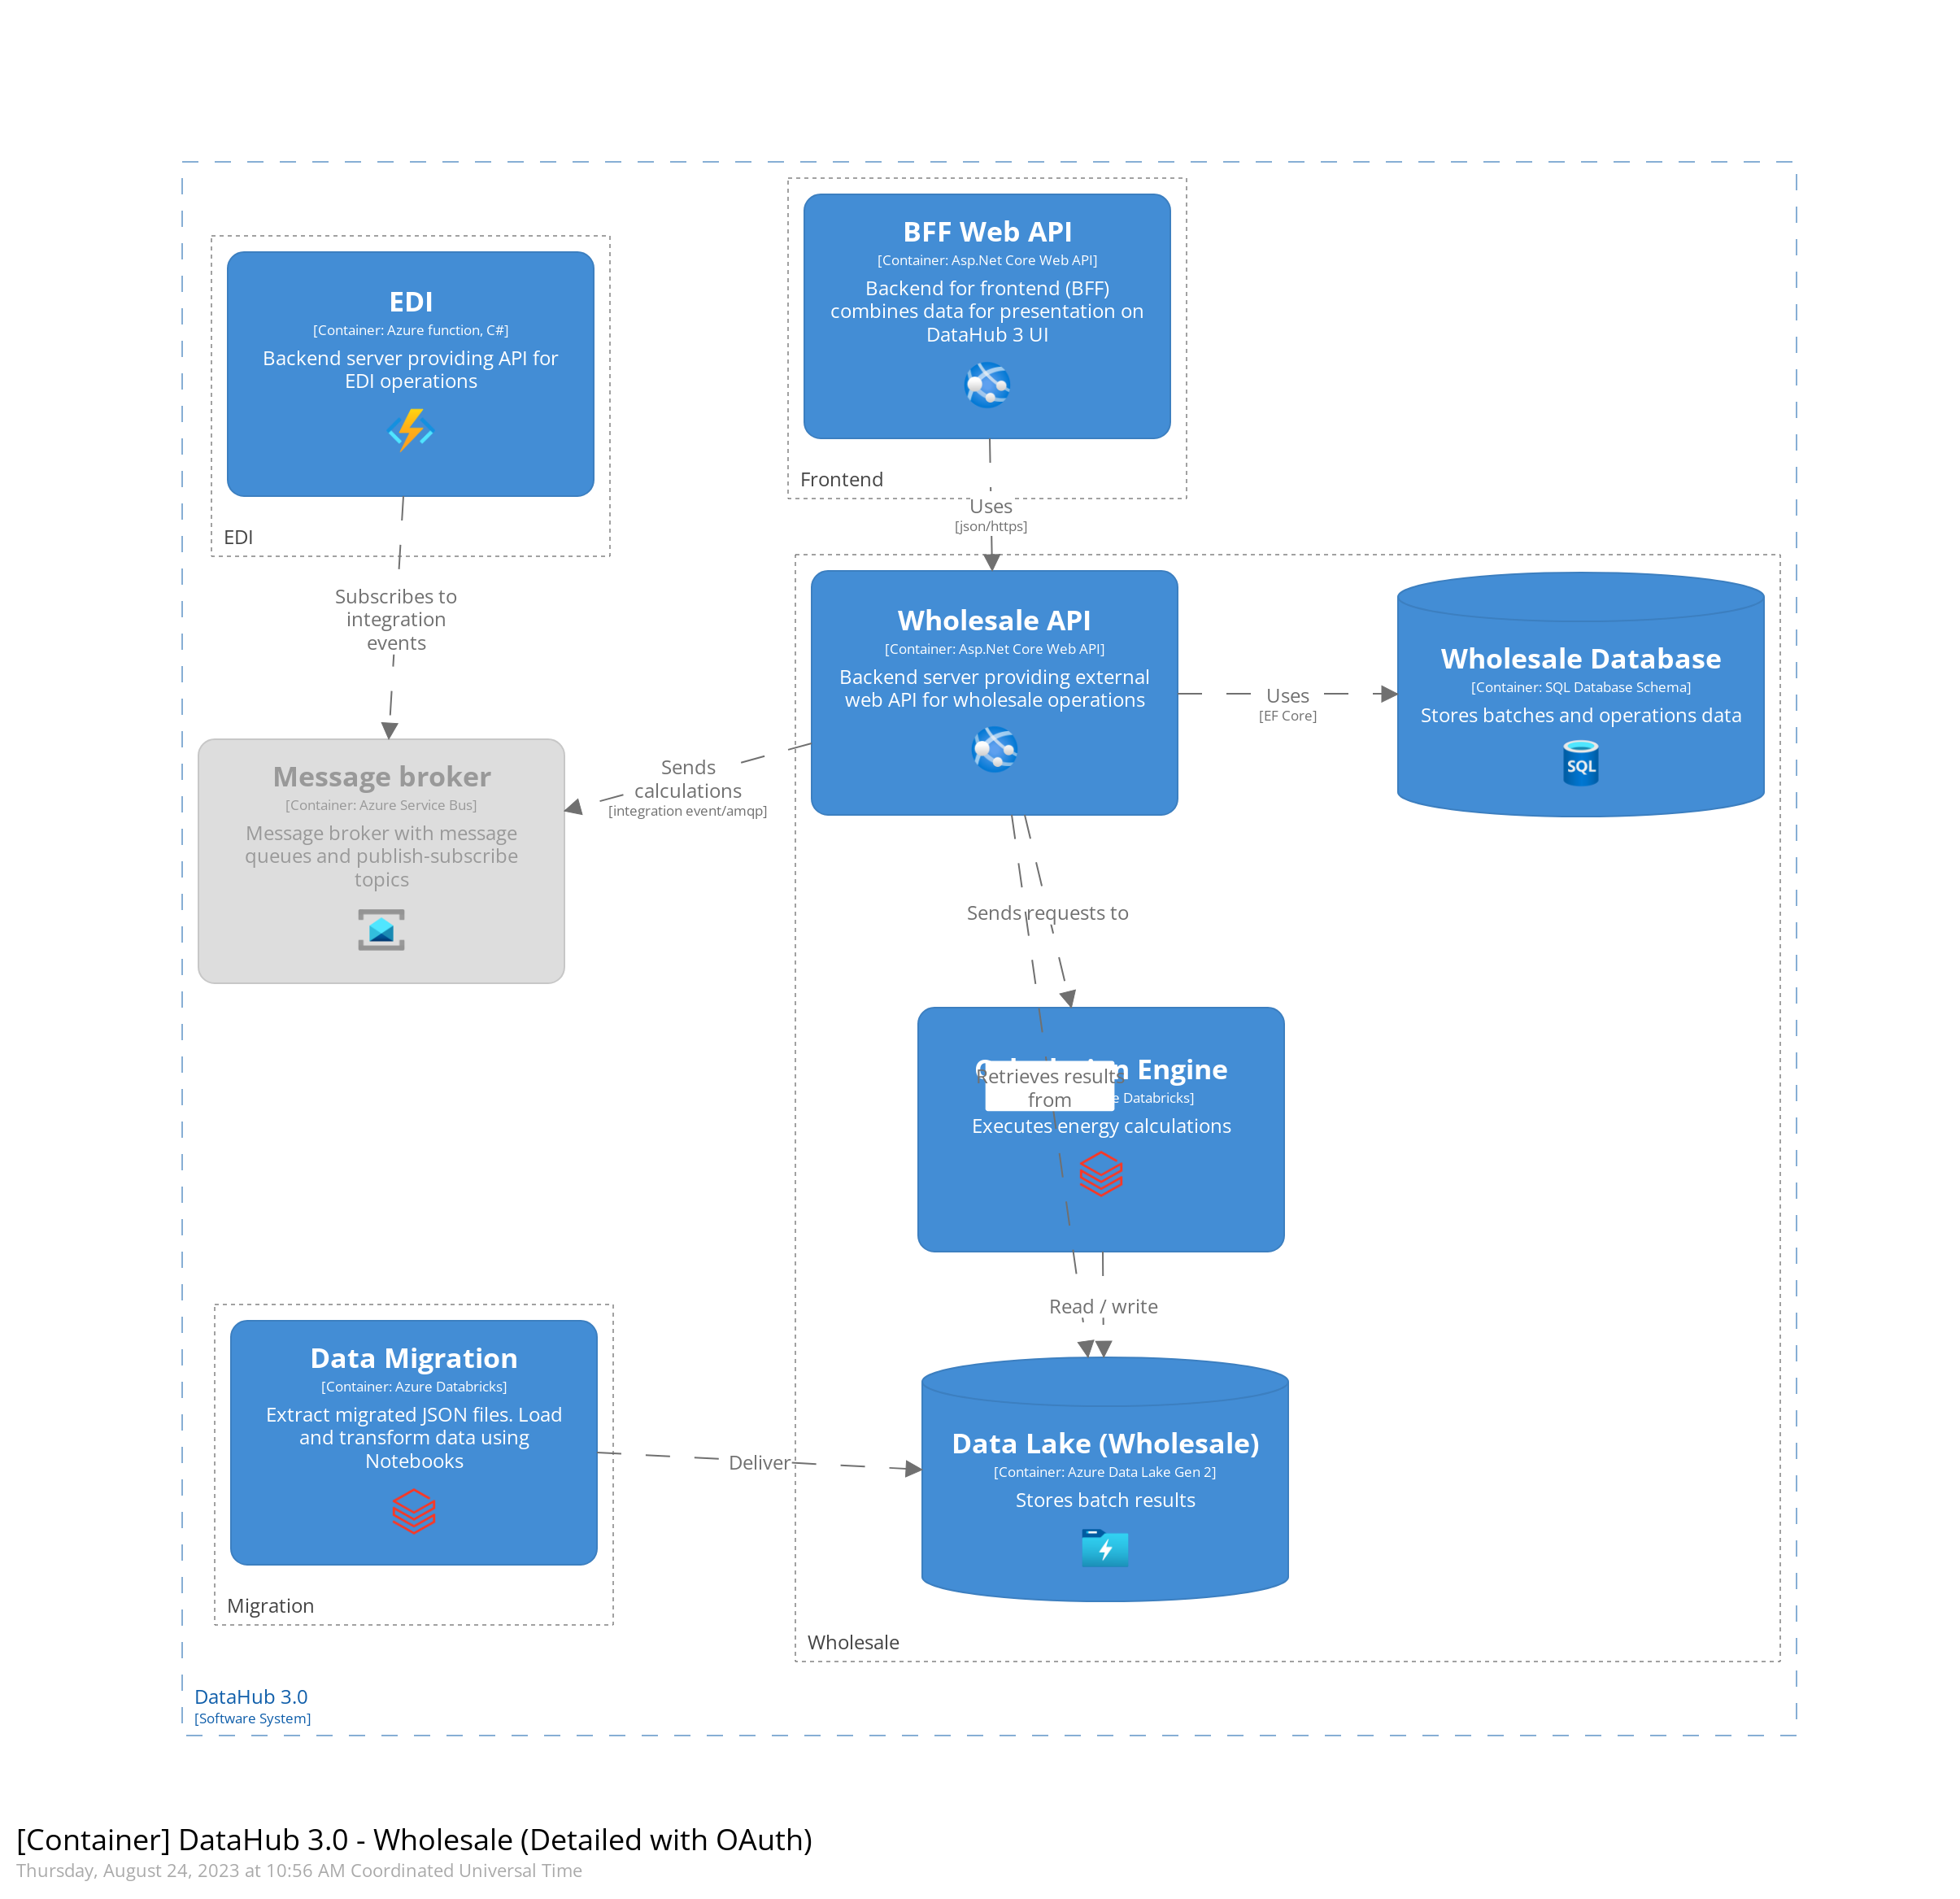 BFF Web API
[Container: Asp.Net Core Web API]
Backend for frontend (BFF)
combines data for presentation on
DataHub 3 UI
Frontend
EDI
[Container: Azure function, C#]
Backend server providing API for
EDI operations
EDI
Uses
[json/https]
Subscribes to
integration
events
Wholesale API
[Container: Asp.Net Core Web API]
Backend server providing external
web API for wholesale operations
Uses
[EF Core]
Wholesale Database
[Container: SQL Database Schema]
Stores batches and operations data
SQL
Message broker
[Container: Azure Service Bus]
Message broker with message
queues and publish-subscribe
topics
Sends
calculations
[integration event/amqp]
Sends requests to
Engine
Databricks]
Executes energy calculations
Retrieves results
from
Read / write
Data Migration
[Container: Azure Databricks]
Extract migrated JSON files. Load
and transform data using
Notebooks
Migration
Deliver
Data Lake (Wholesale)
[Container: Azure Data Lake Gen 2]
Stores batch results
Wholesale
DataHub 3.0
[Software System]
[Container] DataHub 3.0 - Wholesale (Detailed with OAuth)
Thursday, August 24, 2023 at 10:56 AM Coordinated Universal Time